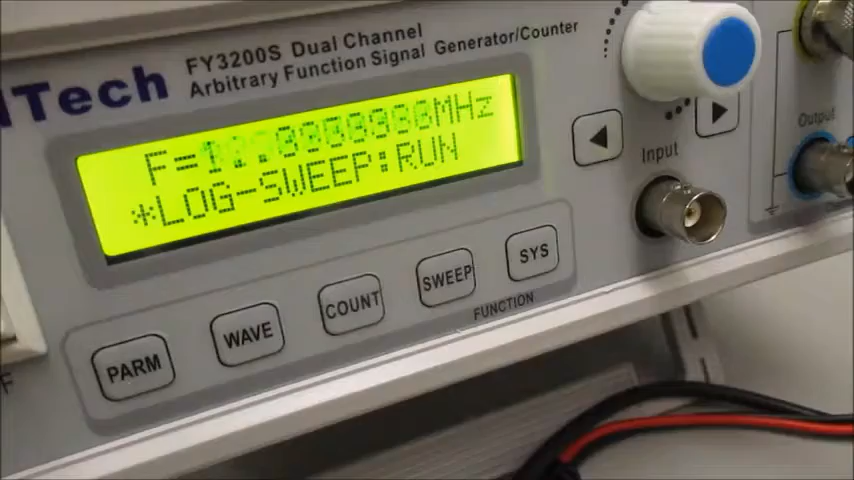 Tech
FY3200S Dual Channel
Arbitrary Function Signal Generator/Counter
MHz
*LOG-SWEEP:RUN
Input
Output
PARM
WAVE
COUNT
SWEEP
SYS
FUNCTION